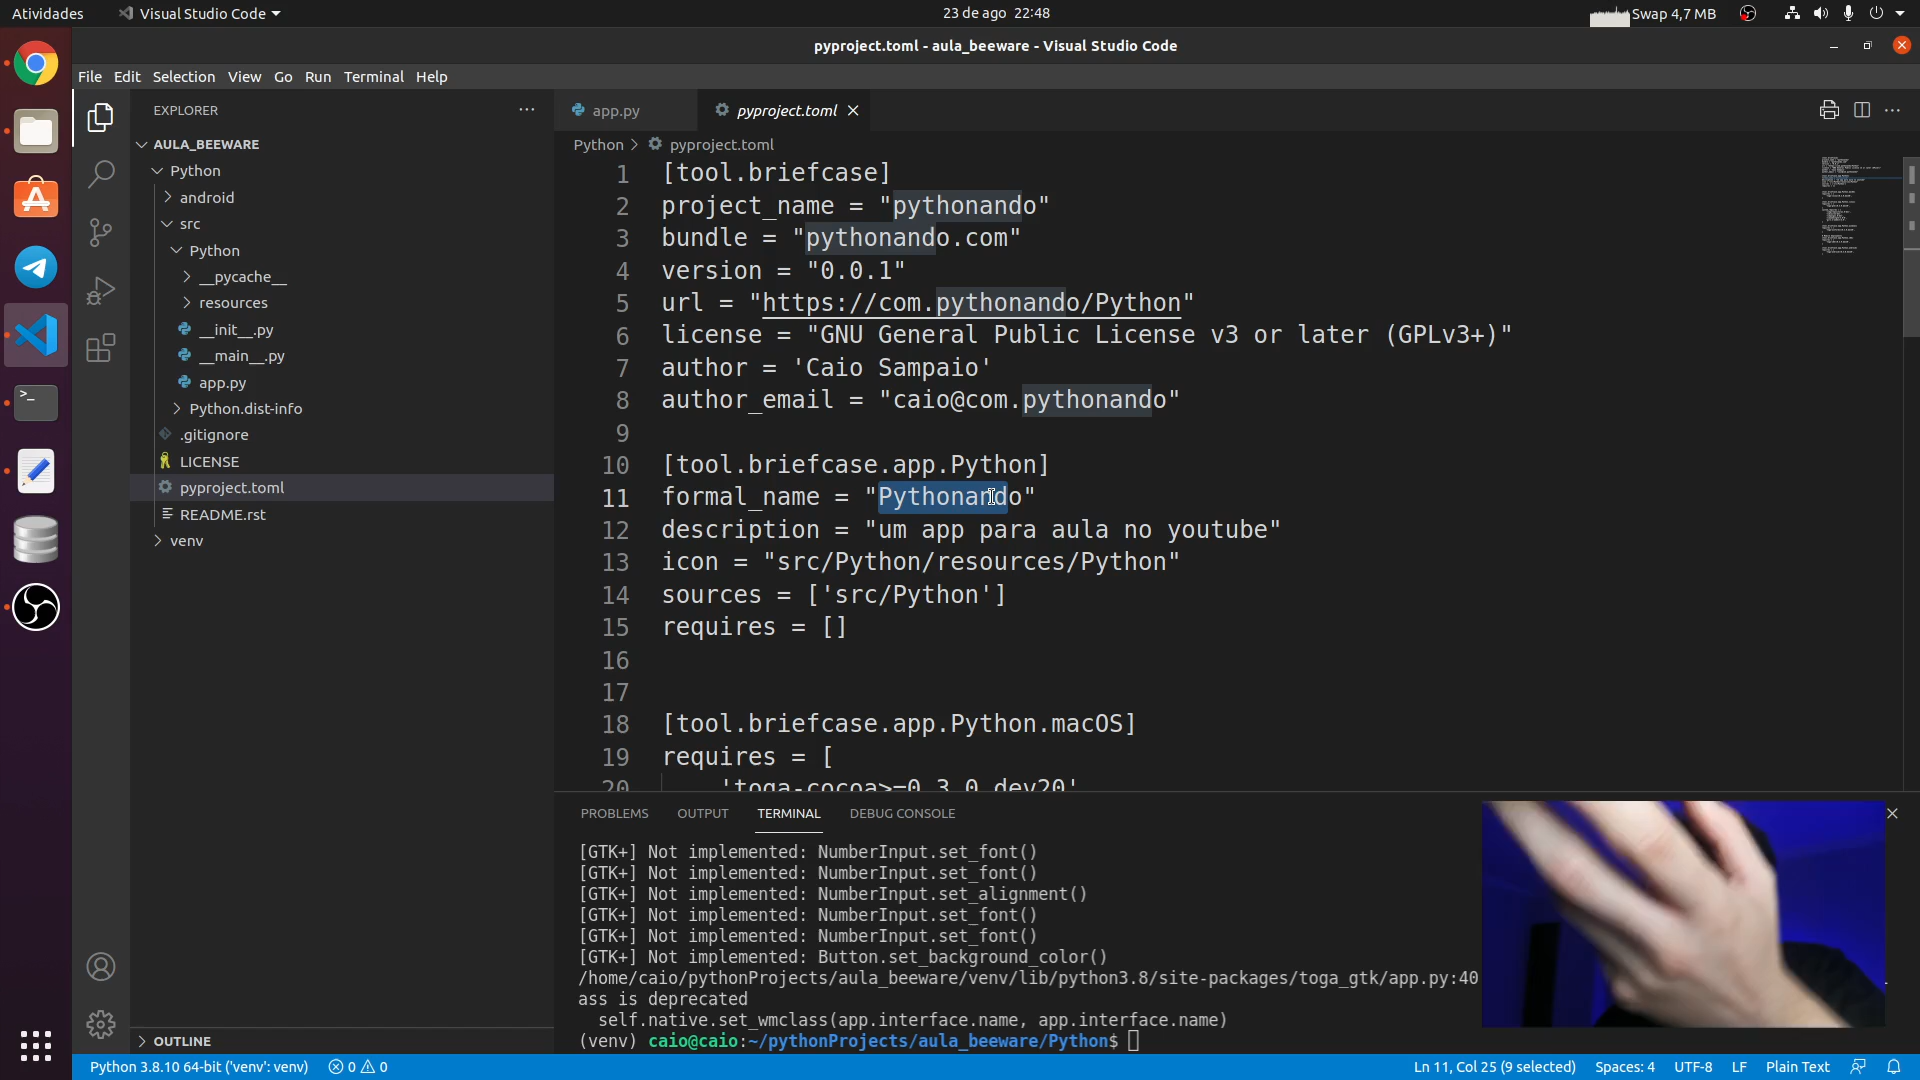 Atividades
Visual Studio Code
23 de ago 22:48
Swap 4,7 MB
pyproject.toml - aula_beeware - Visual Studio Code
File Edit Selection View Go Run Terminal Help
EXPLORER
AULA_BEEWARE
Python
android
src
Python
__pycache__
resources
__init__.py
__main__.py
app.py
Python.dist-info
.gitignore
LICENSE
pyproject.toml
README.rst
venv
OUTLINE
app.py
pyproject.toml
Python > pyproject.toml
1 [tool.briefcase]
2 project_name = "pythonando"
3 bundle = "pythonando.com"
4 version = "0.0.1"
5 url = "https://com.pythonando/Python"
6 license = "GNU General Public License v3 or later (GPLv3+)"
7 author = 'Caio Sampaio'
8 author_email = "caio@com.pythonando"
9
10 [tool.briefcase.app.Python]
11 formal_name = "Pythonando"
12 description = "um app para aula no youtube"
13 icon = "src/Python/resources/Python"
14 sources = ['src/Python']
15 requires = []
16
17
18 [tool.briefcase.app.Python.macOS]
19 requires = [
20 'toga-cocoa>=0.3.0.dev20'
PROBLEMS OUTPUT TERMINAL DEBUG CONSOLE
[GTK+] Not implemented: NumberInput.set_font()
[GTK+] Not implemented: NumberInput.set_font()
[GTK+] Not implemented: NumberInput.set_alignment()
[GTK+] Not implemented: NumberInput.set_font()
[GTK+] Not implemented: NumberInput.set_font()
[GTK+] Not implemented: Button.set_background_color()
/home/caio/pythonProjects/aula_beeware/venv/lib/python3.8/site-packages/toga_gtk/app.py:40
ass is deprecated
self.native.set_wmclass(app.interface.name, app.interface.name)
(venv) caio@caio:~/pythonProjects/aula_beeware/Python$
Python 3.8.10 64-bit ('venv': venv) 0 0
Ln 11, Col 25 (9 selected) Spaces: 4 UTF-8 LF Plain Text